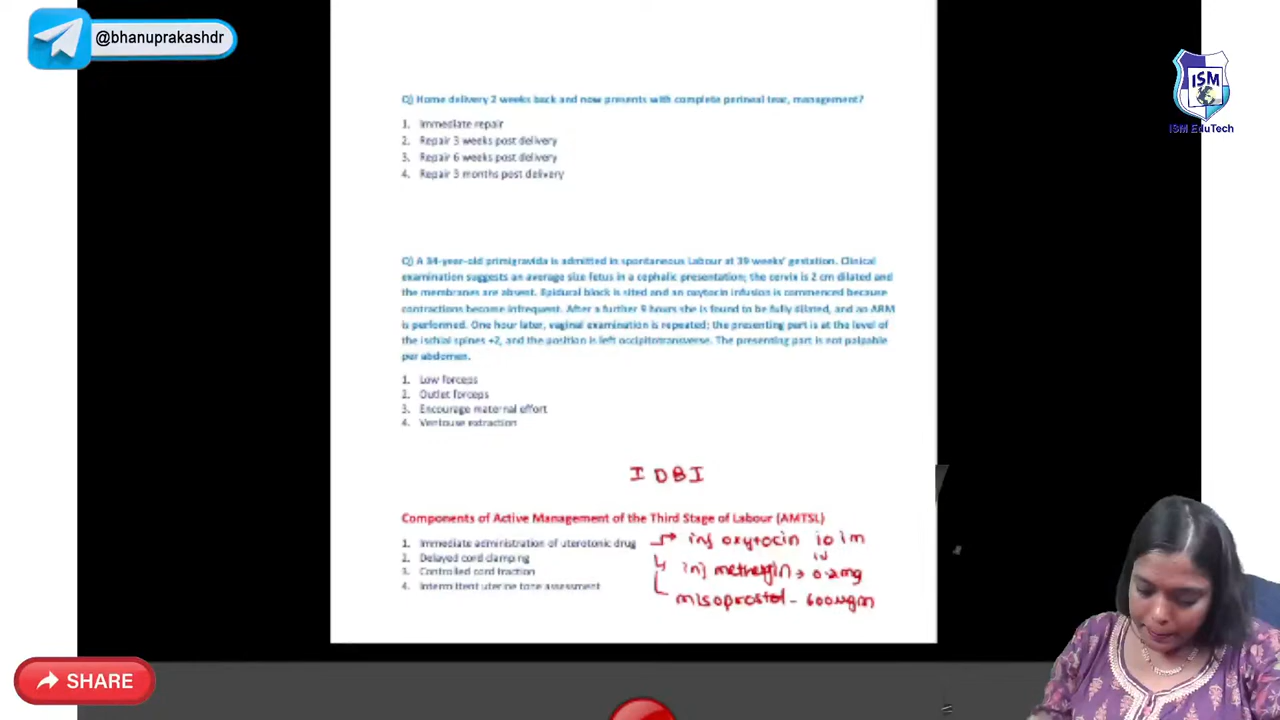 @bhanuprakashdr
ISM
ISM EduTech
Q) Home delivery 2 weeks back and now presents with complete perineal tear, management?
1. Immediate repair
2. Repair 3 weeks post delivery
3. Repair 6 weeks post delivery
4. Repair 3 months post delivery
Q) A 34-year-old primigravida is admitted in spontaneous Labour at 39 weeks' gestation. Clinical
examination suggests an average size fetus in a cephalic presentation; the cervix is 2 cm dilated and
the membranes are absent. Epidural block is sited and an oxytocin infusion is commenced because
contractions become infrequent. After a further 9 hours she is found to be fully dilated, and an ARM
is performed. One hour later, vaginal examination is repeated; the presenting part is at the level of
the ischial spines +2, and the position is left occipitotransverse. The presenting part is not palpable
per abdomen.
1. Low forceps
2. Outlet forceps
3. Encourage maternal effort
4. Ventouse extraction
I D B I
Components of Active Management of the Third Stage of Labour (AMTSL)
1. Immediate administration of uterotonic drug
2. Delayed cord clamping
3. Controlled cord traction
4. Intermittent uterine tone assessment
inj oxytocin 10 im
iv
inj methergin → 0.2mg
misoprostol - 600 ugm
SHARE